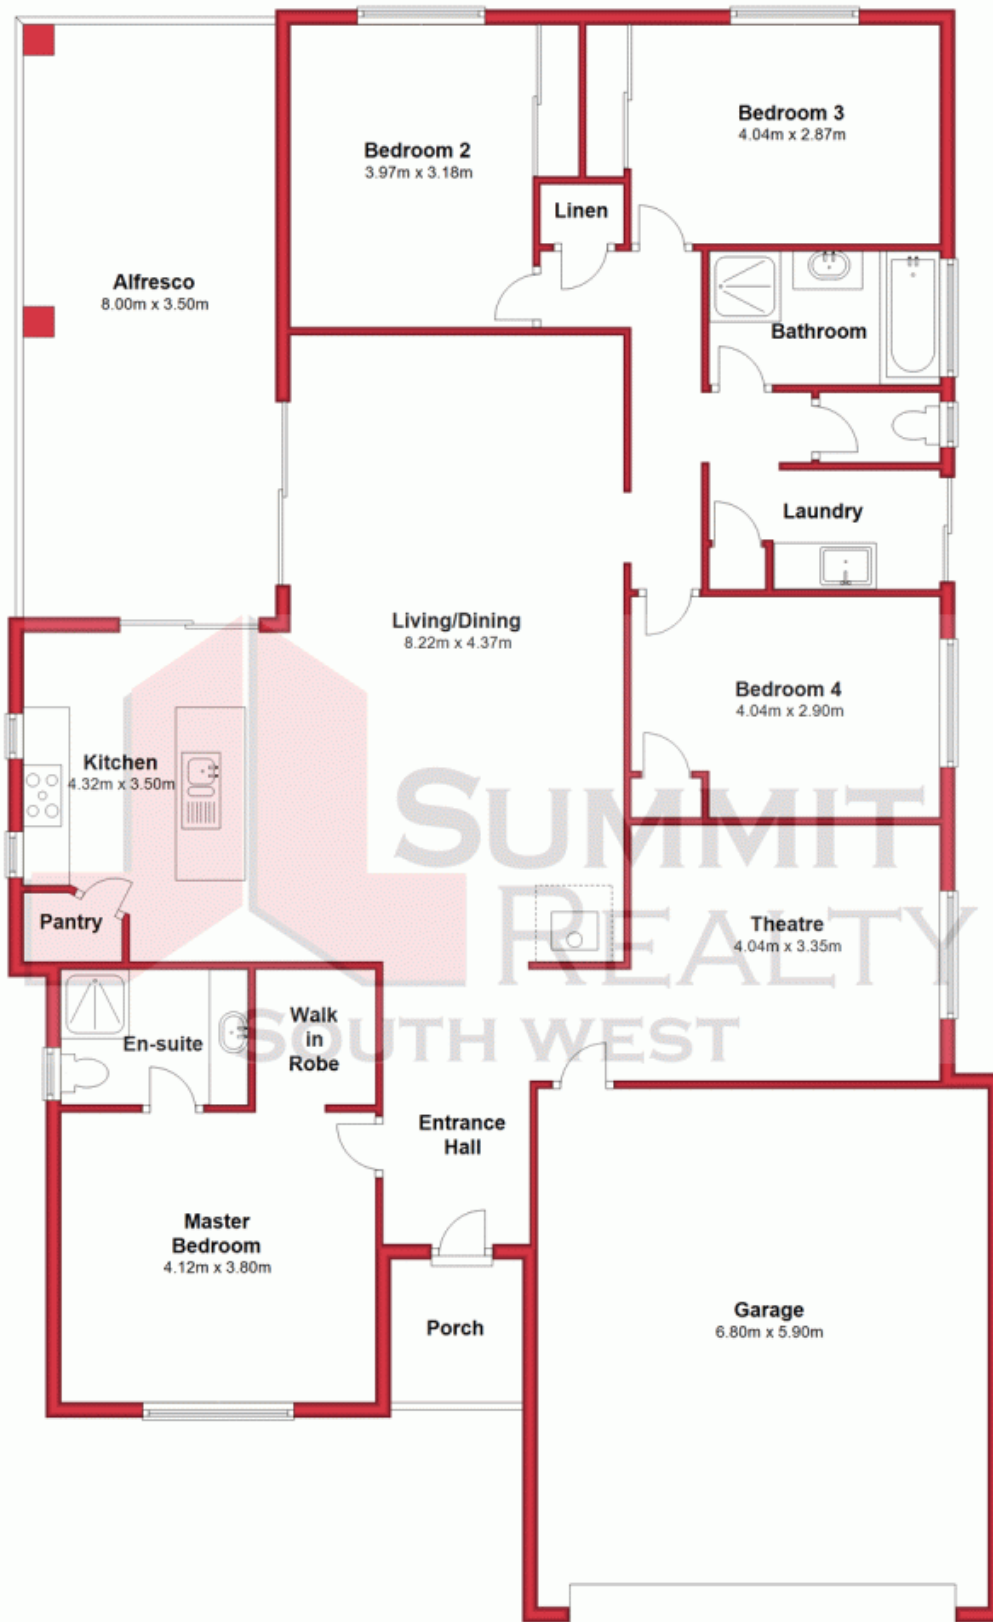 Bedroom 3
4.04m x 2.87m
Bedroom 2
3.97m x 3.18m
Linen
Alfresco
8.00m x 3.50m
Bathroom
Laundry
Living/Dining
8.22m x 4.37m
Bedroom 4
4.04m x 2.90m
Kitchen
4.32m x 3.50m
SUMMIT
REALTY
SOUTH WEST
Pantry
Theatre
4.04m x 3.35m
Walk
in
Robe
En-suite
Entrance
Hall
Master
Bedroom
4.12m x 3.80m
Porch
Garage
6.80m x 5.90m